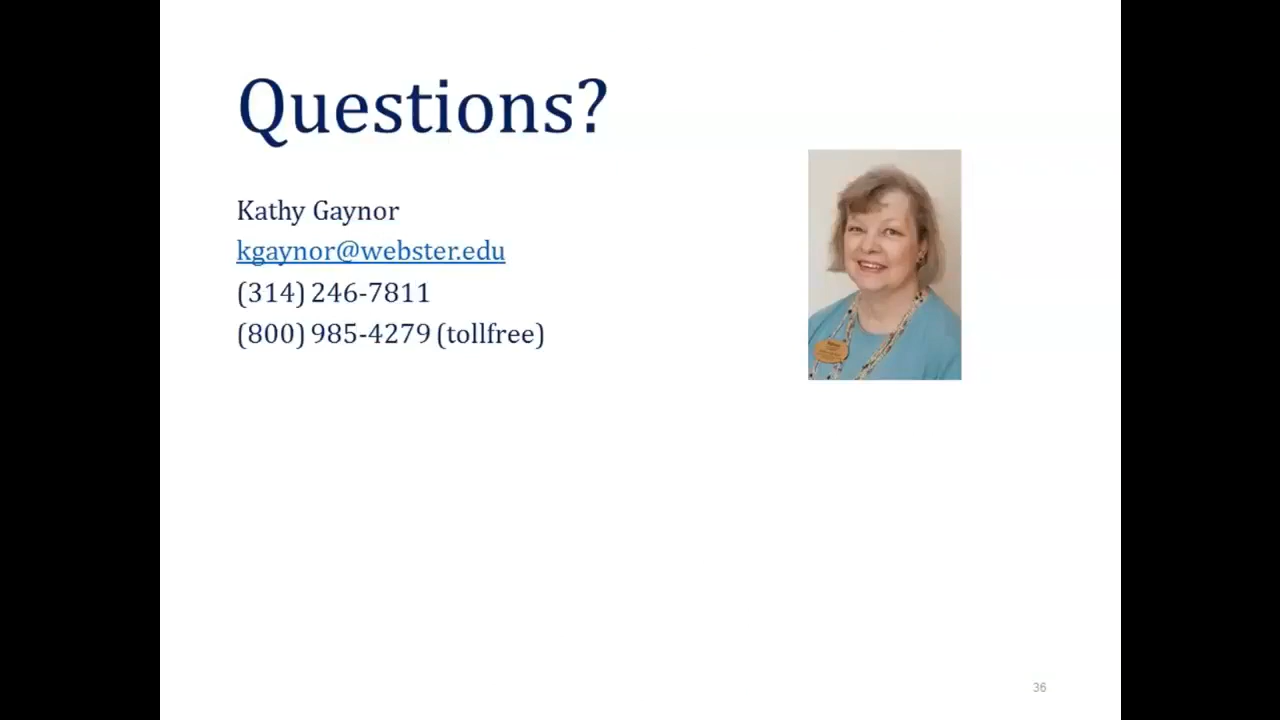 Questions?
Kathy Gaynor
kgaynor@webster.edu
(314) 246-7811
(800) 985-4279 (tollfree)
36